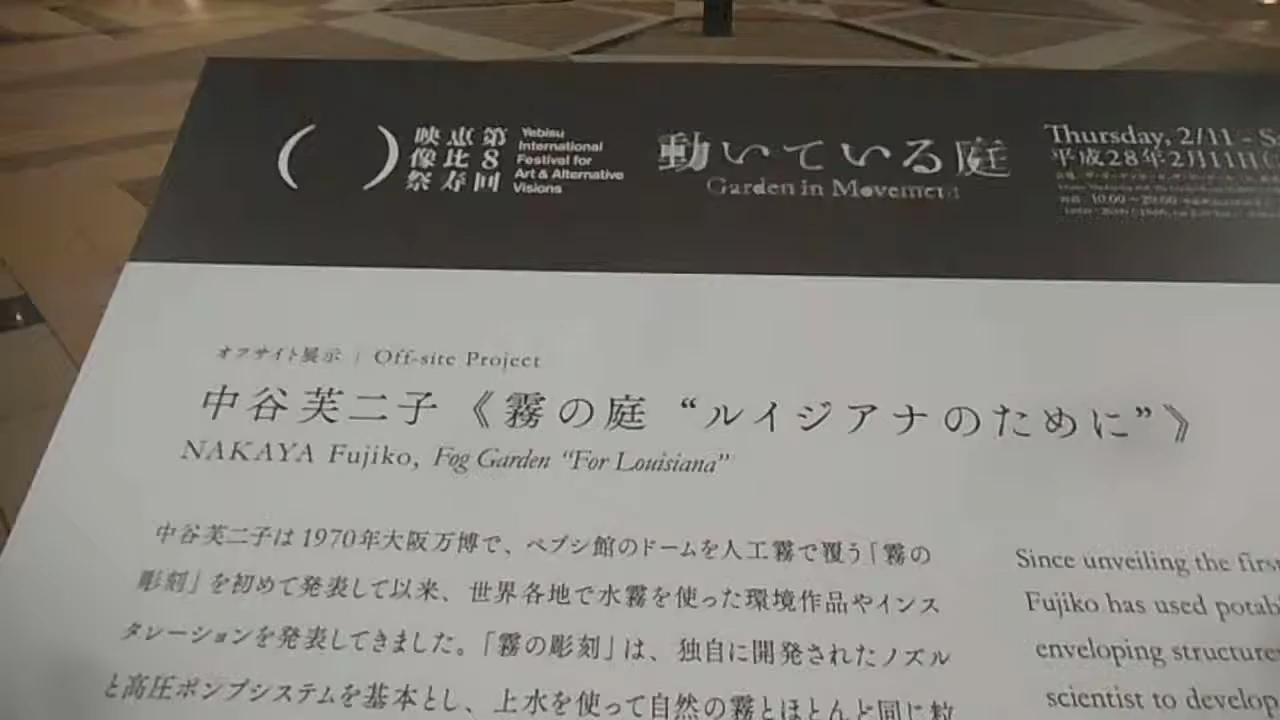 第8回
恵比寿
映像祭
Yebisu
International
Festival for
Art & Alternative
Visions
動いている庭
Garden in Movement
Thursday, 2/11 - S
平成28年2月11日(
10:00～20:00
オフサイト展示 | Off-site Project
中谷芙二子《霧の庭 “ルイジアナのために”》
NAKAYA Fujiko, Fog Garden “For Louisiana”
中谷芙二子は1970年大阪万博で、ペプシ館のドームを人工霧で覆う「霧の
彫刻」を初めて発表して以来、世界各地で水霧を使った環境作品やインス
タレーションを発表してきました。「霧の彫刻」は、独自に開発されたノズル
と高圧ポンプシステムを基本とし、上水を使って自然の霧とほとんど同じ粒
Since unveiling the firs
Fujiko has used potab
enveloping structure
scientist to develop